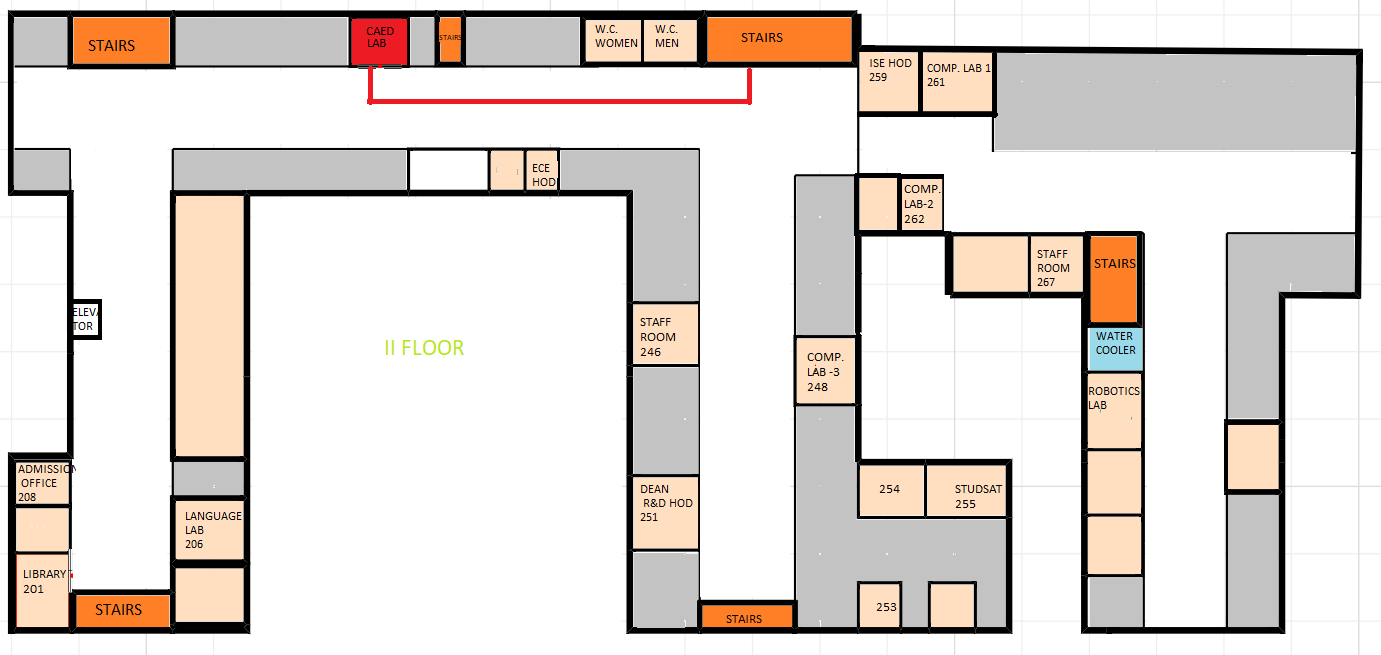 STAIRS
CAED
LAB
STAIRS
W.C.
WOMEN
W.C.
MEN
STAIRS
ISE HOD
259
COMP. LAB 1
261
ECE
HOD
COMP.
LAB-2
262
STAFF
ROOM
267
STAIRS
ELEVA
TOR
II FLOOR
STAFF
ROOM
246
COMP.
LAB -3
248
WATER
COOLER
ROBOTICS
LAB
ADMISSION
OFFICE
208
LANGUAGE
LAB
206
DEAN
R&D HOD
251
254
STUDSAT
255
LIBRARY
201
STAIRS
STAIRS
253